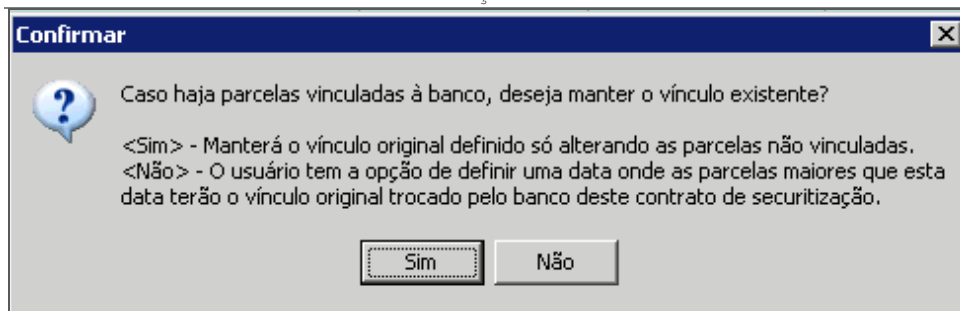 Confirmar
Caso haja parcelas vinculadas à banco, deseja manter o vínculo existente?
<Sim> - Manterá o vínculo original definido só alterando as parcelas não vinculadas.
<Não> - O usuário tem a opção de definir uma data onde as parcelas maiores que esta
data terão o vínculo original trocado pelo banco deste contrato de securitização.
Sim
Não